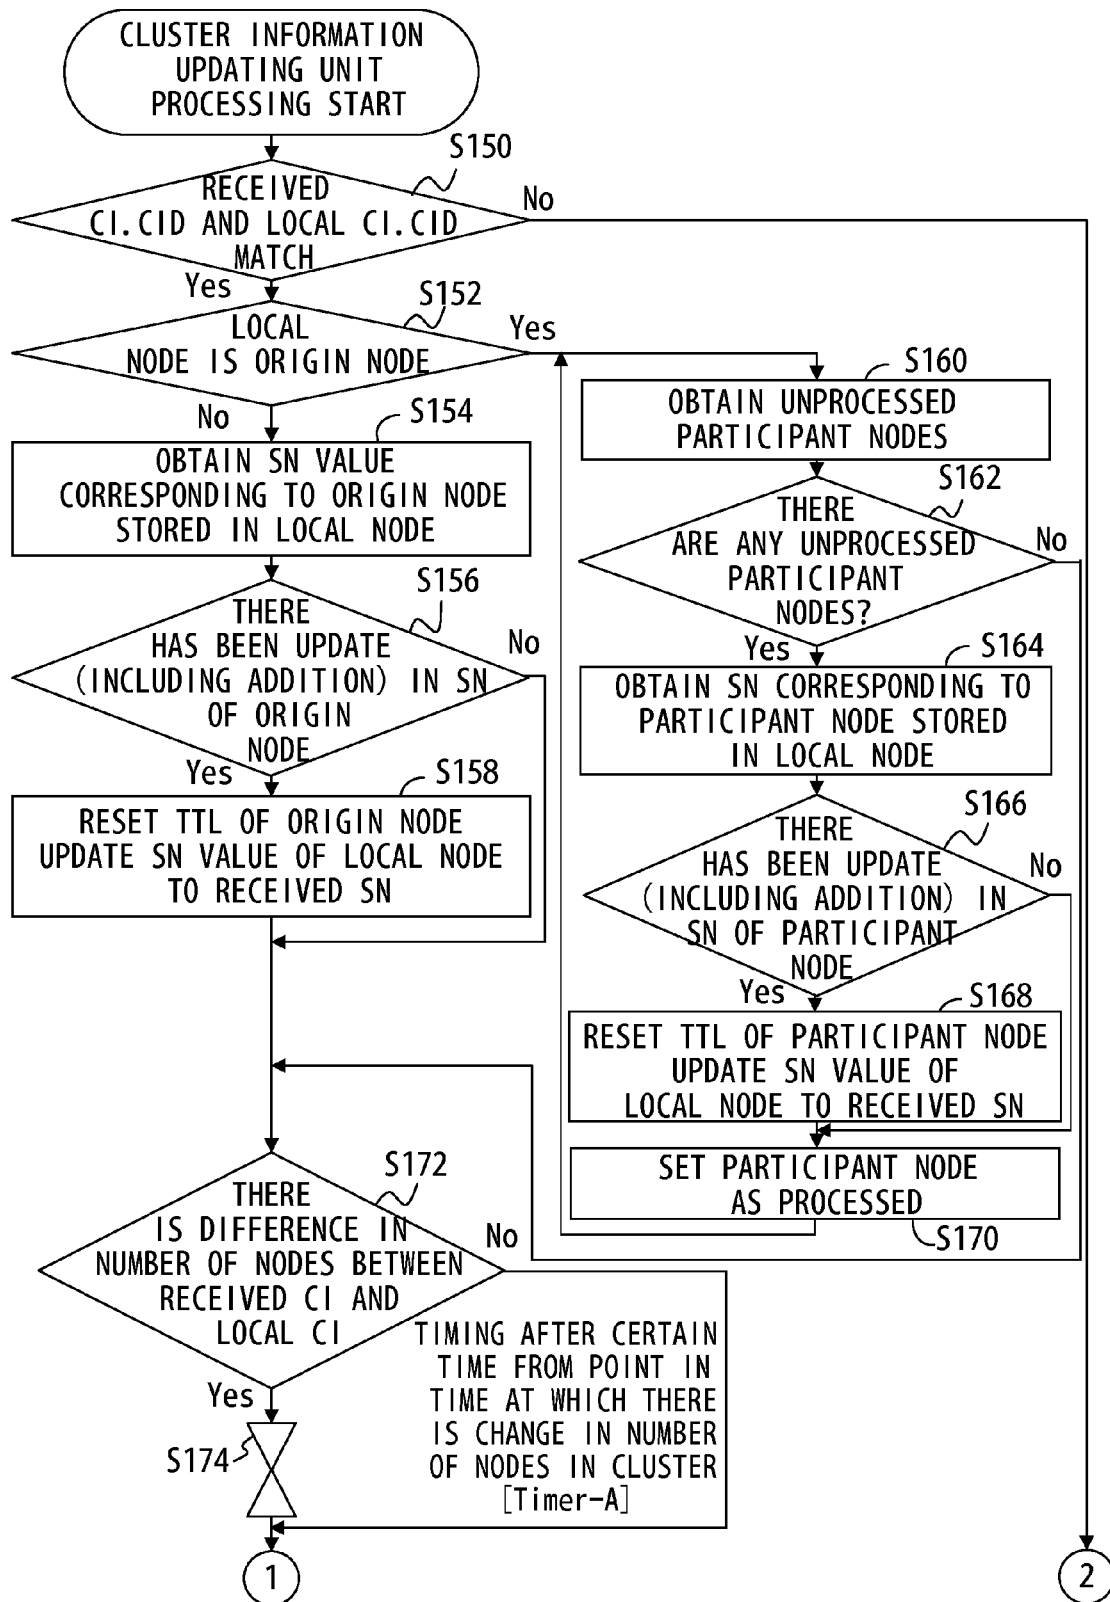 CLUSTER INFORMATION
UPDATING UNIT
PROCESSING START
S150
RECEIVED
CI.CID AND LOCAL CI.CID
MATCH
No
Yes
S152
LOCAL
NODE IS ORIGIN NODE
Yes
No
S154
OBTAIN SN VALUE
CORRESPONDING TO ORIGIN NODE
STORED IN LOCAL NODE
S156
THERE
HAS BEEN UPDATE
(INCLUDING ADDITION) IN SN
OF ORIGIN
NODE
No
Yes
S158
RESET TTL OF ORIGIN NODE
UPDATE SN VALUE OF LOCAL NODE
TO RECEIVED SN
S160
OBTAIN UNPROCESSED
PARTICIPANT NODES
S162
THERE
ARE ANY UNPROCESSED
PARTICIPANT
NODES?
No
Yes
S164
OBTAIN SN CORRESPONDING TO
PARTICIPANT NODE STORED
IN LOCAL NODE
S166
THERE
HAS BEEN UPDATE
(INCLUDING ADDITION) IN
SN OF PARTICIPANT
NODE
No
Yes
S168
RESET TTL OF PARTICIPANT NODE
UPDATE SN VALUE OF
LOCAL NODE TO RECEIVED SN
SET PARTICIPANT NODE
AS PROCESSED
S170
S172
THERE
IS DIFFERENCE IN
NUMBER OF NODES BETWEEN
RECEIVED CI AND
LOCAL CI
No
Yes
S174
TIMING AFTER CERTAIN
TIME FROM POINT IN
TIME AT WHICH THERE
IS CHANGE IN NUMBER
OF NODES IN CLUSTER
[Timer-A]
1
2